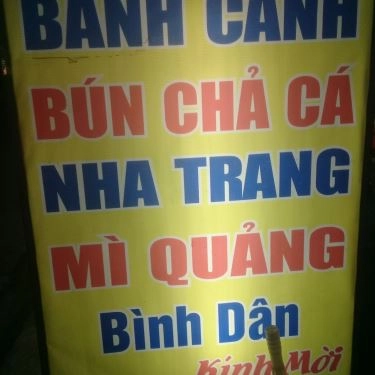 BÁNH CANH
BÚN CHẢ CÁ
NHA TRANG
MÌ QUẢNG
Bình Dân
Kính Mời